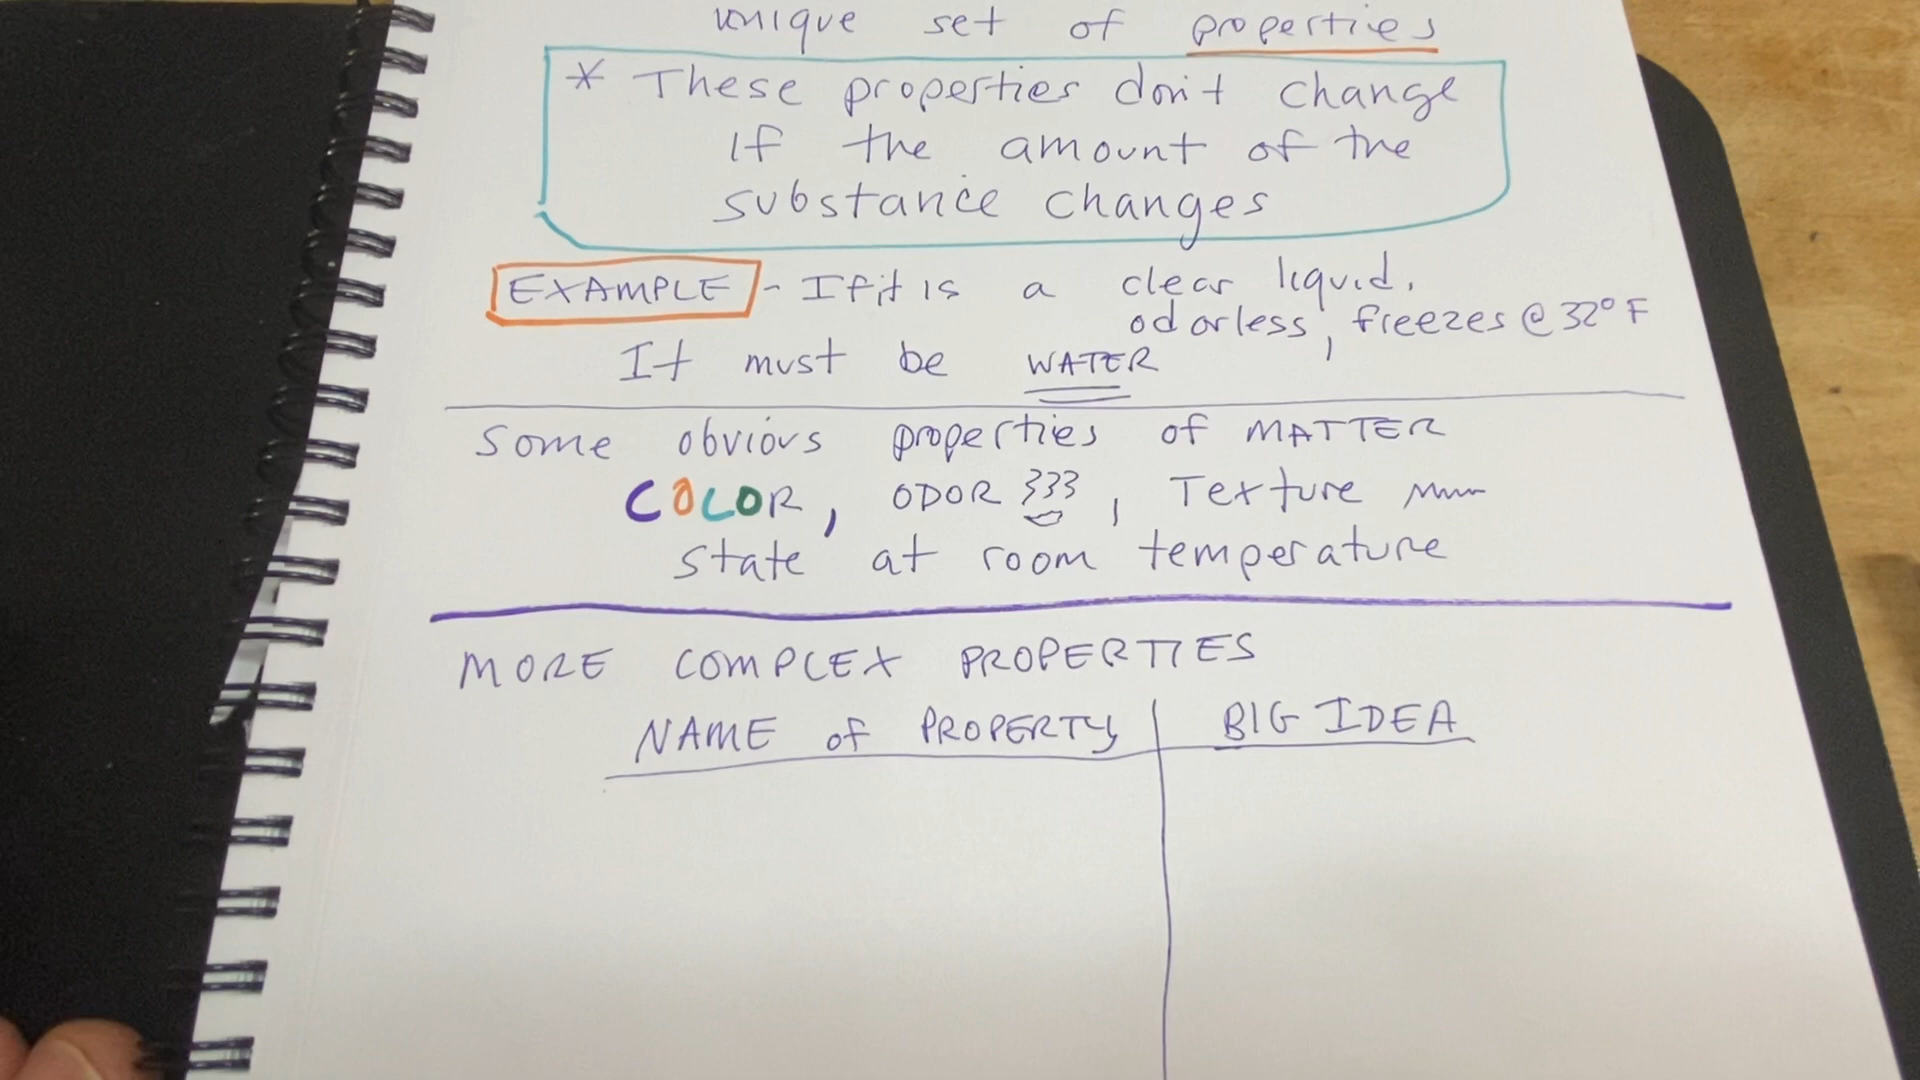 unique set of properties
* These properties don't change
If the amount of the
substance changes
EXAMPLE - If it is a clear liquid,
odorless, freezes @ 32° F
It must be WATER
Some obvious properties of MATTER
COLOR, ODOR, Texture
State at room temperature
MORE COMPLEX PROPERTIES
NAME of PROPERTY | BIG IDEA